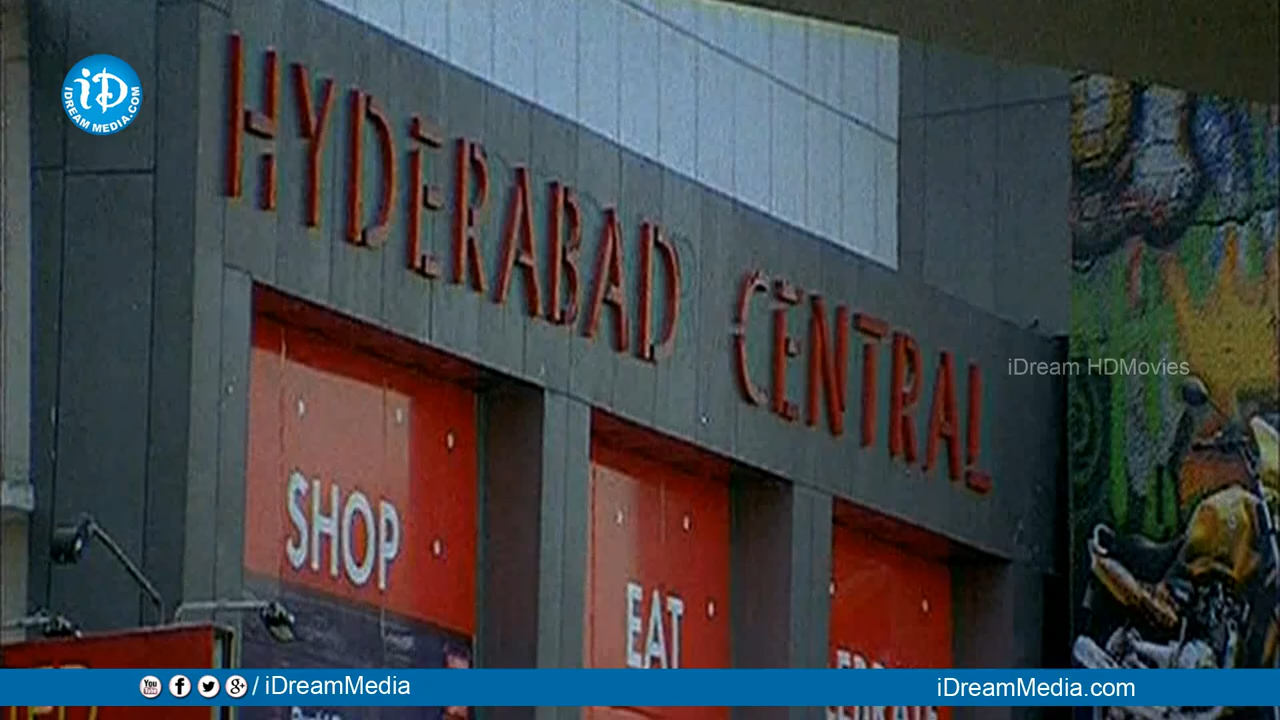 iD
IDREAM MEDIA.COM
HYDERABAD CENTRAL
iDream HDMovies
SHOP
EAT
/ iDreamMedia
iDreamMedia.com